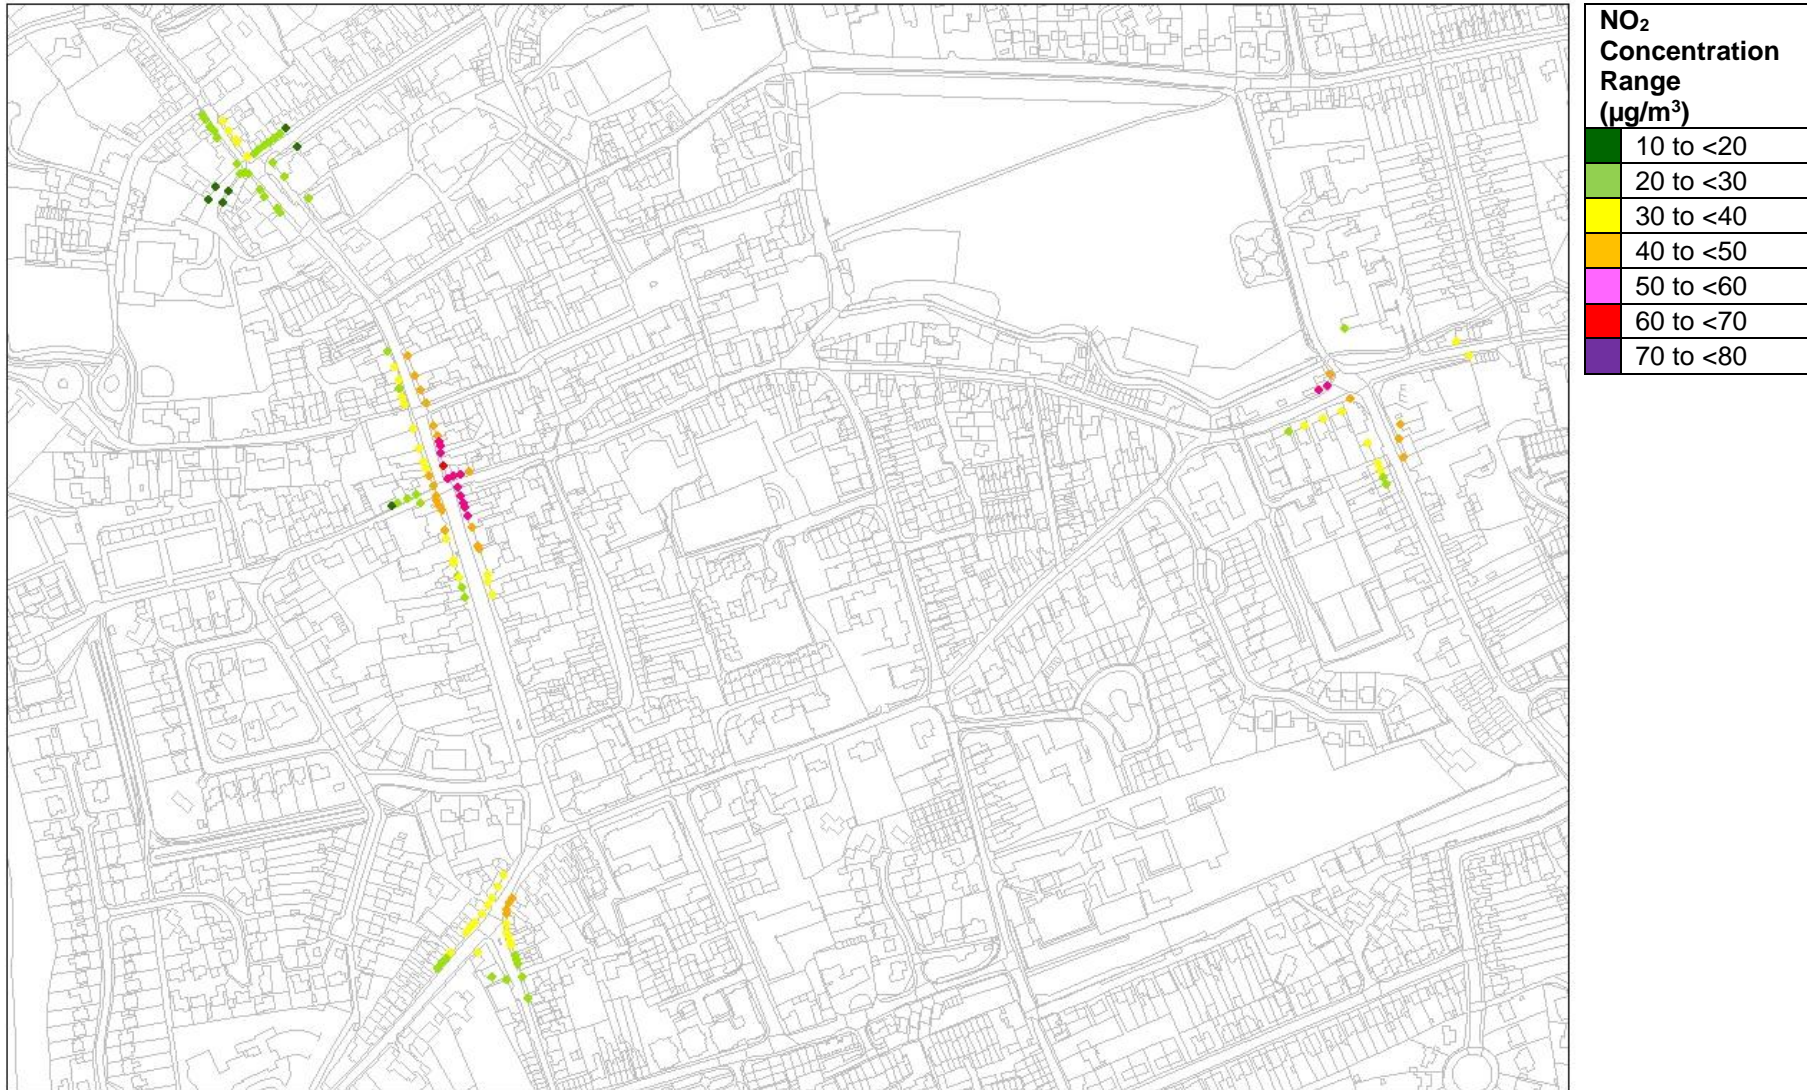 NO₂
Concentration
Range
(µg/m³)
10 to <20
20 to <30
30 to <40
40 to <50
50 to <60
60 to <70
70 to <80